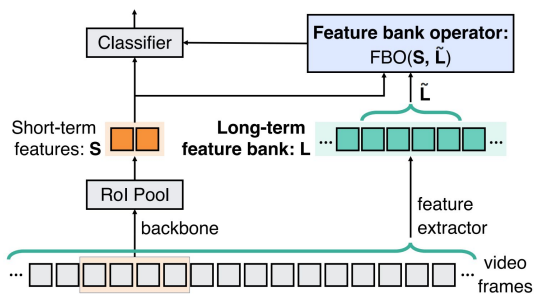 Classifier
Feature bank operator:
FBO(S, L̃)
L̃
Short-term
features: S
Long-term
feature bank: L
...
...
RoI Pool
backbone
feature
extractor
...
...
video
frames